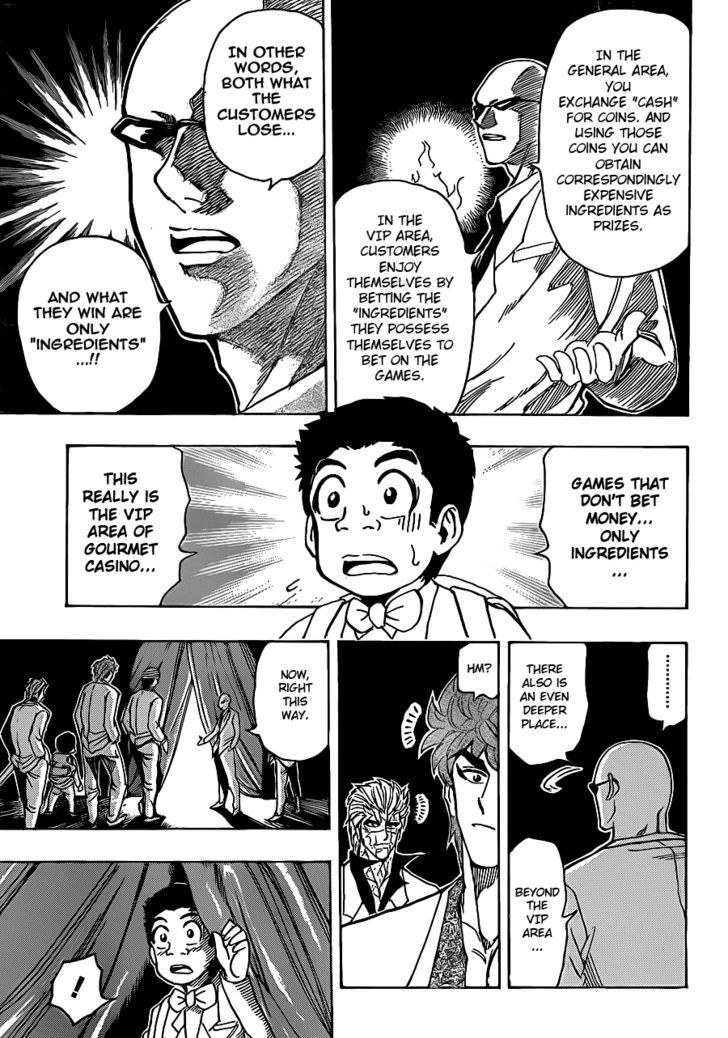 IN THE
GENERAL AREA,
YOU
EXCHANGE "CASH"
FOR COINS. AND
USING THOSE
COINS YOU CAN
OBTAIN
CORRESPONDINGLY
EXPENSIVE
INGREDIENTS AS
PRIZES.
IN THE
VIP AREA,
CUSTOMERS
ENJOY
THEMSELVES BY
BETTING THE
"INGREDIENTS"
THEY POSSESS
THEMSELVES TO
BET ON THE
GAMES.
IN OTHER
WORDS,
BOTH WHAT
THE
CUSTOMERS
LOSE...
AND WHAT
THEY WIN ARE
ONLY
"INGREDIENTS"
...!!
GAMES THAT
DON'T BET
MONEY...
ONLY
INGREDIENTS
...
THIS
REALLY IS
THE VIP
AREA OF
GOURMET
CASINO...
.........
THERE
ALSO IS
AN EVEN
DEEPER
PLACE...
BEYOND
THE VIP
AREA
...
HM?
NOW,
RIGHT
THIS
WAY.
!